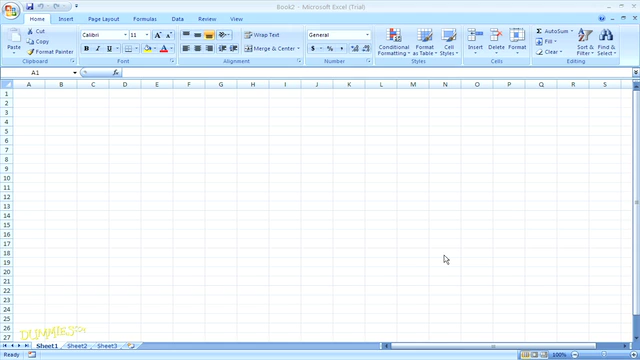 Book2 - Microsoft Excel (Trial)
Home Insert Page Layout Formulas Data Review View
Paste Cut Copy Format Painter
Calibri 11
B I U
Wrap Text
Merge & Center
General
$ % ,
Conditional Formatting Format as Table Cell Styles
Insert Delete Format
AutoSum Fill Clear
Sort & Filter Find & Select
Clipboard Font Alignment Number Styles Cells Editing
A1 fx
A B C D E F G H I J K L M N O P Q R S
1
2
3
4
5
6
7
8
9
10
11
12
13
14
15
16
17
18
19
20
21
22
23
24
25
26
27
DUMMIES
Sheet1 Sheet2 Sheet3
Ready 100%